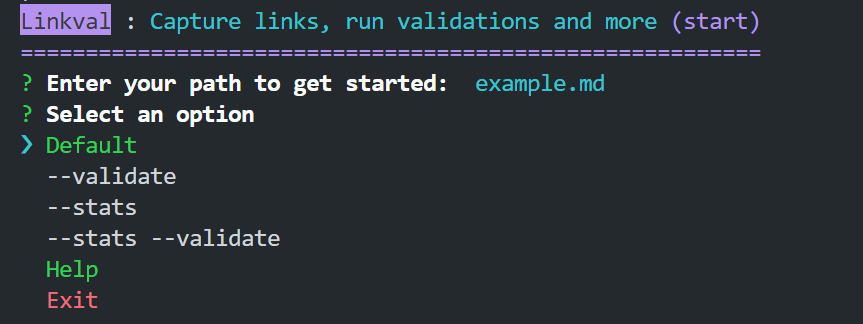 Linkval : Capture links, run validations and more (start)
=========================================================
? Enter your path to get started: example.md
? Select an option
❯ Default
--validate
--stats
--stats --validate
Help
Exit